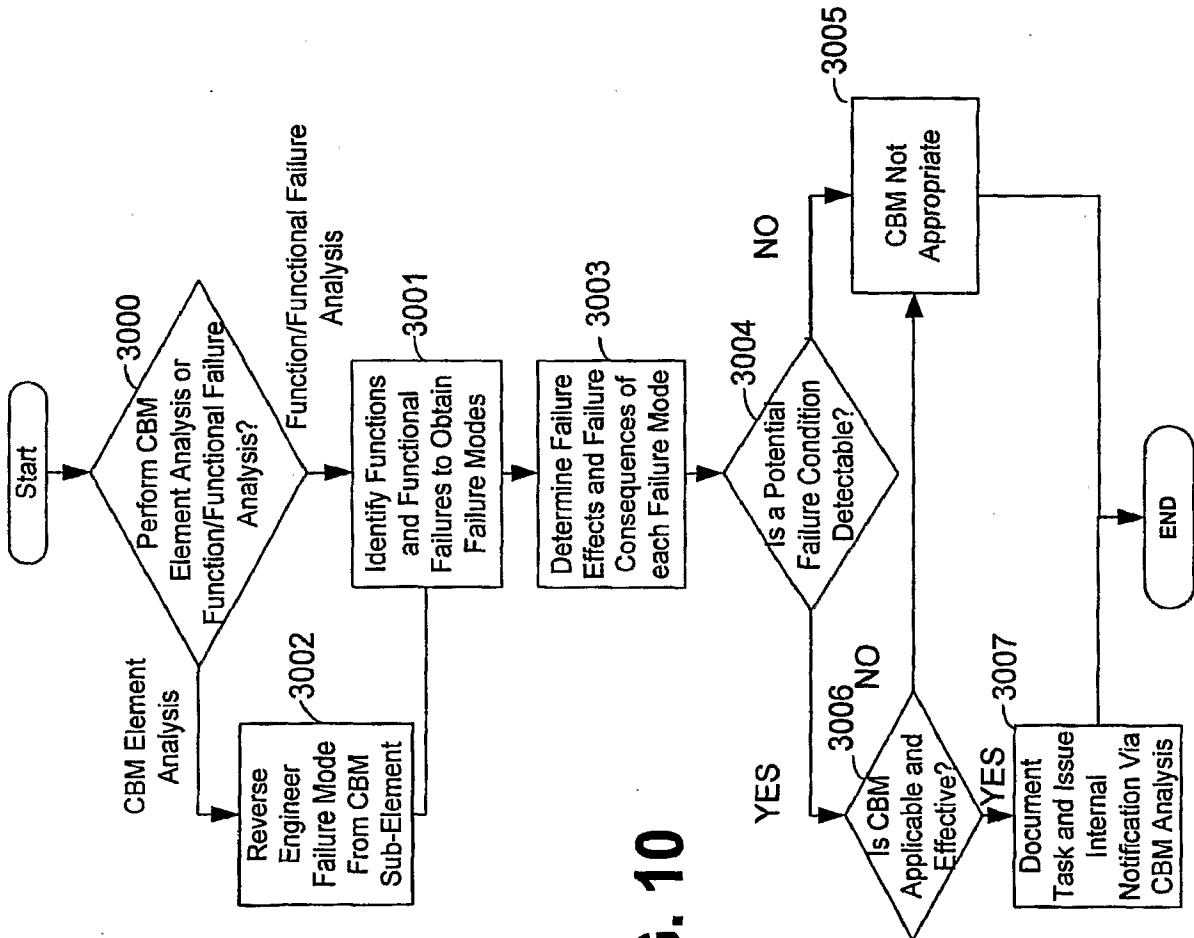 Start
3000
Perform CBM
Element Analysis or
Function/Functional Failure
Analysis?
CBM Element
Analysis
Function/Functional Failure
Analysis
3002
Reverse
Engineer
Failure Mode
From CBM
Sub-Element
3001
Identify Functions
and Functional
Failures to Obtain
Failure Modes
3003
Determine Failure
Effects and Failure
Consequences of
each Failure Mode
3004
Is a Potential
Failure Condition
Detectable?
YES
NO
3005
CBM Not
Appropriate
3006
NO
Is CBM
Applicable and
Effective?
YES
3007
Document
Task and Issue
Internal
Notification Via
CBM Analysis
END
10